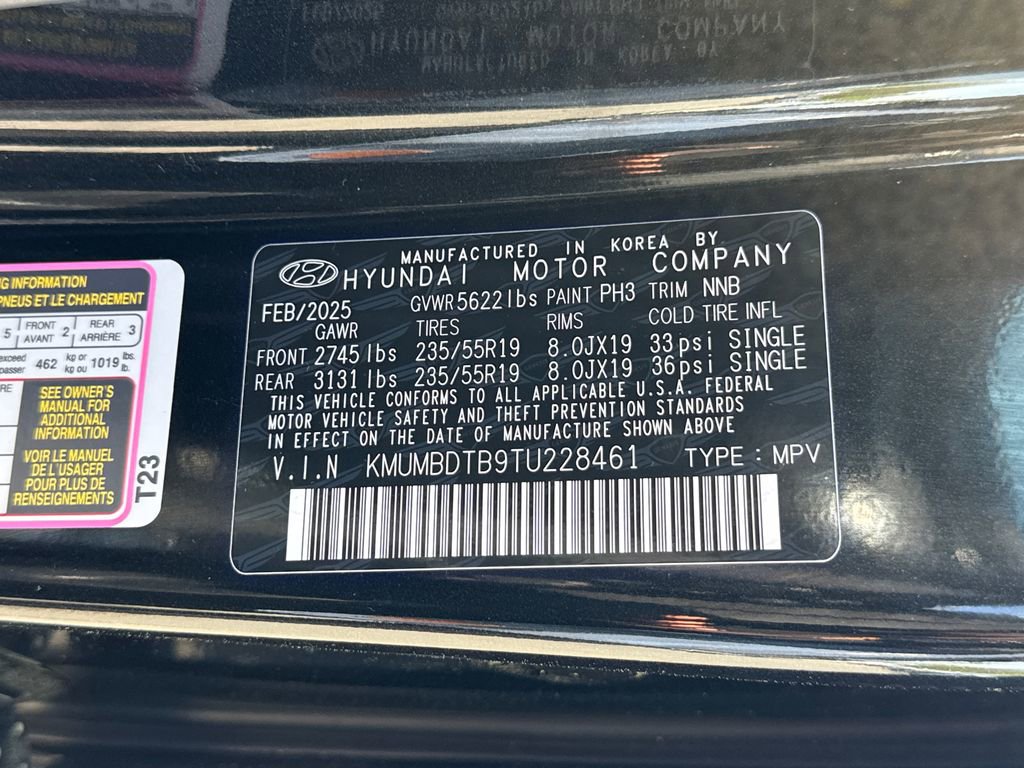 MANUFACTURED IN KOREA BY
HYUNDAI MOTOR COMPANY
FEB/2025 GVWR 5622 lbs PAINT PH3 TRIM NNB
GAWR TIRES RIMS COLD TIRE INFL
FRONT 2745 lbs 235/55R19 8.0JX19 33psi SINGLE
REAR 3131 lbs 235/55R19 8.0JX19 36psi SINGLE
THIS VEHICLE CONFORMS TO ALL APPLICABLE U.S.A. FEDERAL
MOTOR VEHICLE SAFETY AND THEFT PREVENTION STANDARDS
IN EFFECT ON THE DATE OF MANUFACTURE SHOWN ABOVE
V.I.N KMUMBDTB9TU228461 TYPE : MPV
INFORMATION
PNEUS ET LE CHARGEMENT
5 FRONT AVANT 2 REAR ARRIÈRE 3
exceed
passer 462 kg or kg ou 1019 lbs. lb.
SEE OWNER'S
MANUAL FOR
ADDITIONAL
INFORMATION
VOIR LE MANUEL
DE L'USAGER
POUR PLUS DE
RENSEIGNEMENTS
T23